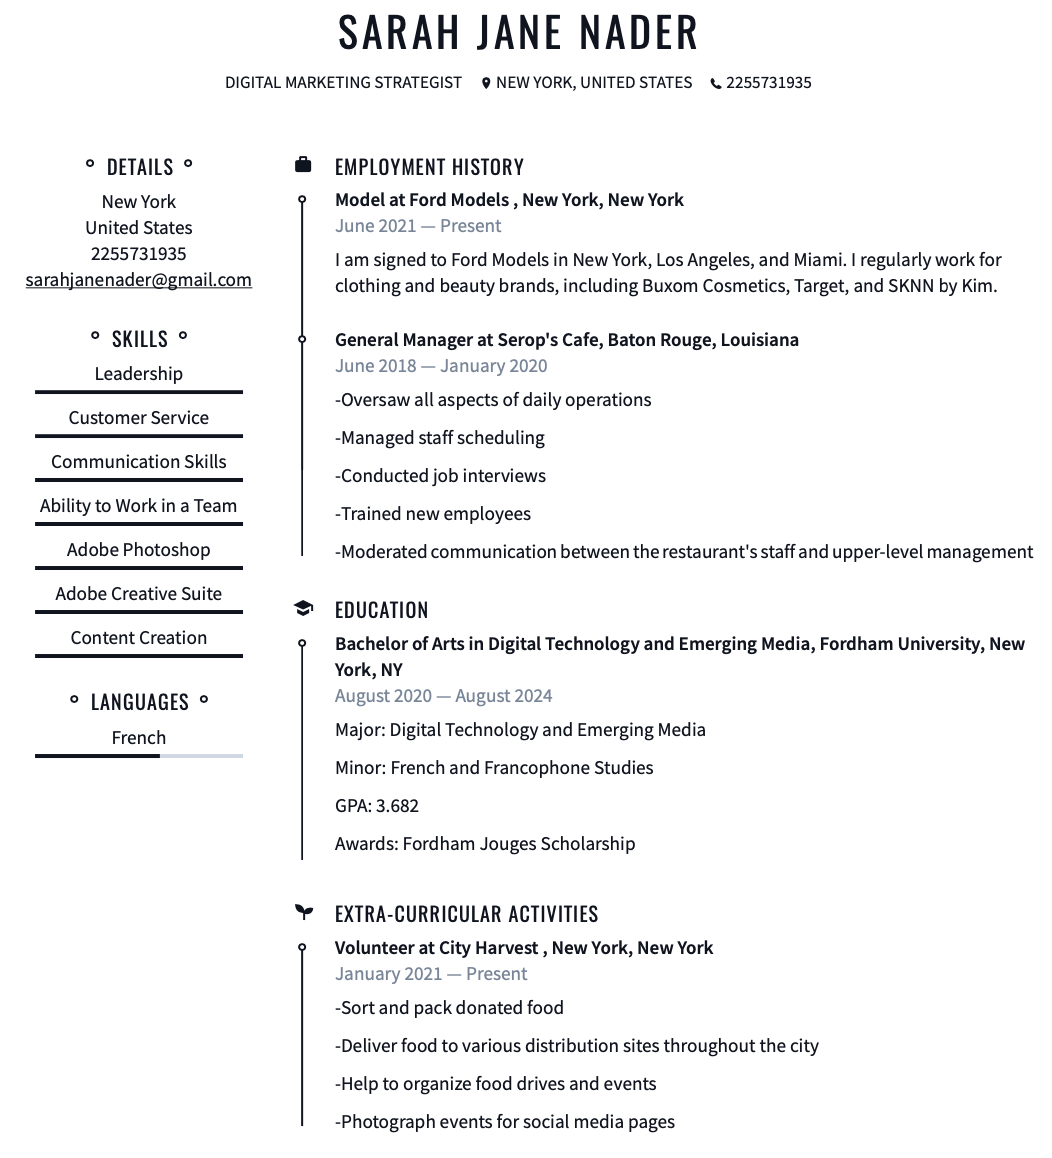 SARAH JANE NADER
DIGITAL MARKETING STRATEGIST NEW YORK, UNITED STATES 2255731935
DETAILS
New York
United States
2255731935
sarahjanenader@gmail.com
SKILLS
Leadership
Customer Service
Communication Skills
Ability to Work in a Team
Adobe Photoshop
Adobe Creative Suite
Content Creation
LANGUAGES
French
EMPLOYMENT HISTORY
Model at Ford Models , New York, New York
June 2021 — Present
I am signed to Ford Models in New York, Los Angeles, and Miami. I regularly work for
clothing and beauty brands, including Buxom Cosmetics, Target, and SKNN by Kim.
General Manager at Serop's Cafe, Baton Rouge, Louisiana
June 2018 — January 2020
-Oversaw all aspects of daily operations
-Managed staff scheduling
-Conducted job interviews
-Trained new employees
-Moderated communication between the restaurant's staff and upper-level management
EDUCATION
Bachelor of Arts in Digital Technology and Emerging Media, Fordham University, New
York, NY
August 2020 — August 2024
Major: Digital Technology and Emerging Media
Minor: French and Francophone Studies
GPA: 3.682
Awards: Fordham Jouges Scholarship
EXTRA-CURRICULAR ACTIVITIES
Volunteer at City Harvest , New York, New York
January 2021 — Present
-Sort and pack donated food
-Deliver food to various distribution sites throughout the city
-Help to organize food drives and events
-Photograph events for social media pages